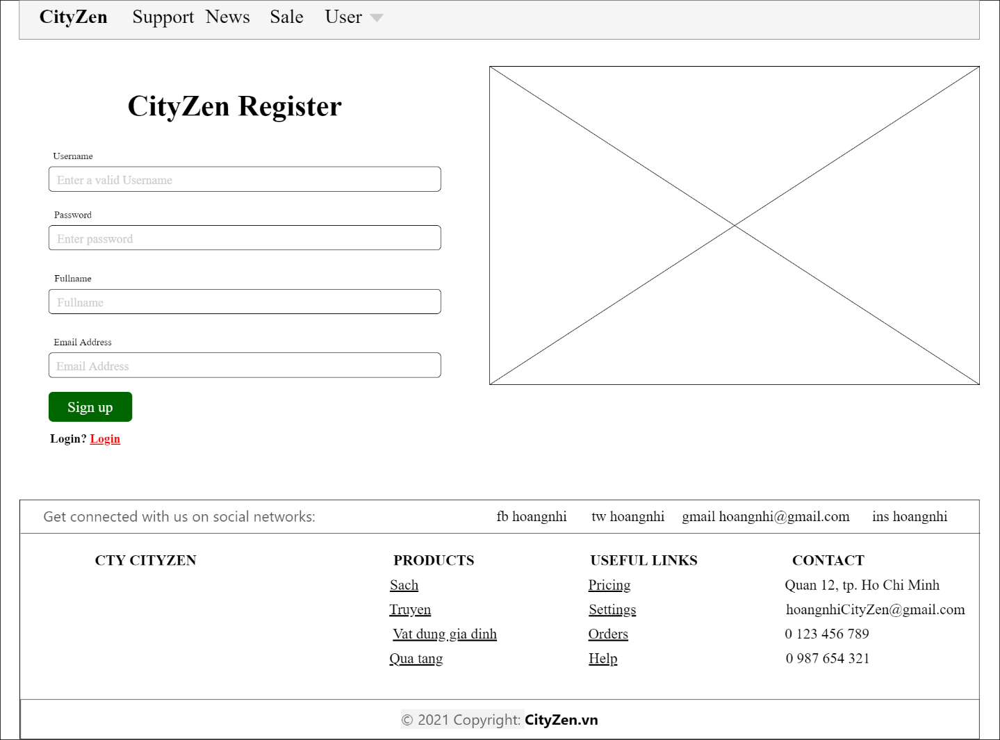 CityZen Support News Sale User
CityZen Register
Username
Enter a valid Username
Password
Enter password
Fullname
Fullname
Email Address
Email Address
Sign up
Login? Login
Get connected with us on social networks: fb hoangnhi tw hoangnhi gmail hoangnhi@gmail.com ins hoangnhi
CTY CITYZEN
PRODUCTS
Sach
Truyen
Vat dung gia dinh
Qua tang
USEFUL LINKS
Pricing
Settings
Orders
Help
CONTACT
Quan 12, tp. Ho Chi Minh
hoangnhiCityZen@gmail.com
0 123 456 789
0 987 654 321
© 2021 Copyright: CityZen.vn